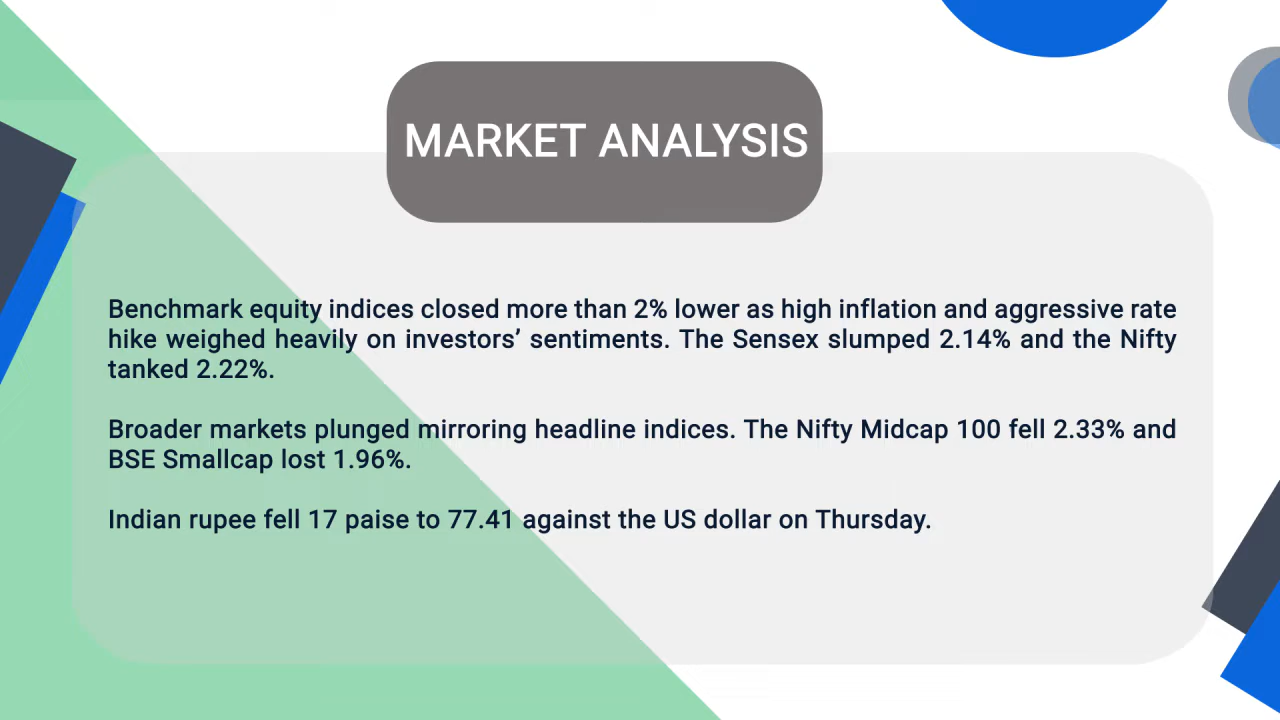 MARKET ANALYSIS
Benchmark equity indices closed more than 2% lower as high inflation and aggressive rate
hike weighed heavily on investors’ sentiments. The Sensex slumped 2.14% and the Nifty
tanked 2.22%.
Broader markets plunged mirroring headline indices. The Nifty Midcap 100 fell 2.33% and
BSE Smallcap lost 1.96%.
Indian rupee fell 17 paise to 77.41 against the US dollar on Thursday.